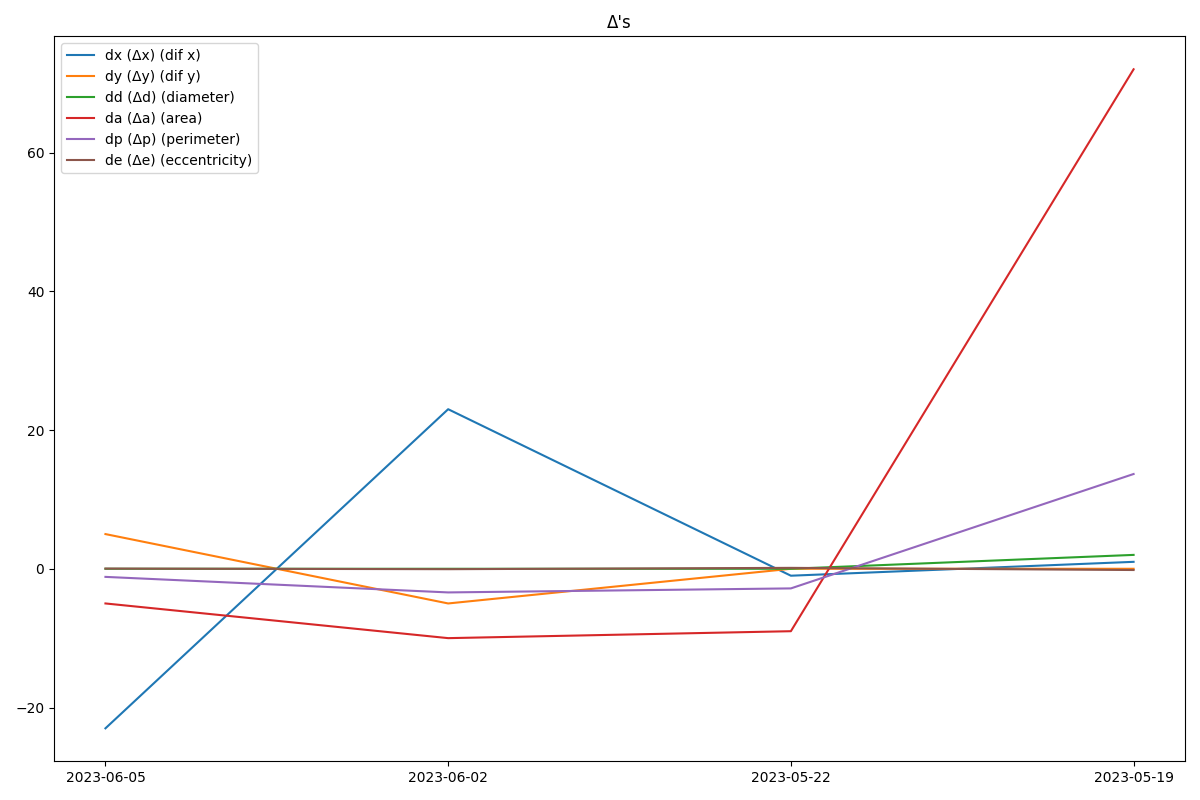 Δ's
dx (Δx) (dif x)
dy (Δy) (dif y)
dd (Δd) (diameter)
da (Δa) (area)
dp (Δp) (perimeter)
de (Δe) (eccentricity)
60
40
20
0
−20
2023-06-05
2023-06-02
2023-05-22
2023-05-19